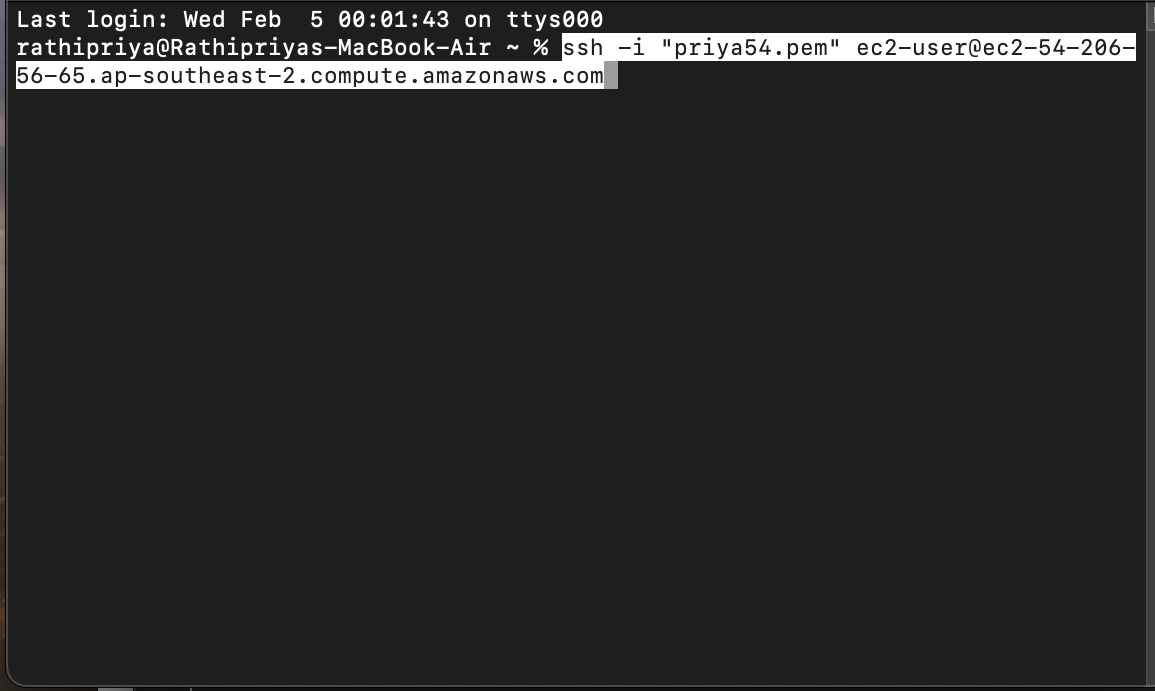 Last login: Wed Feb  5 00:01:43 on ttys000
rathipriya@Rathipriyas-MacBook-Air ~ % ssh -i "priya54.pem" ec2-user@ec2-54-206-
56-65.ap-southeast-2.compute.amazonaws.com